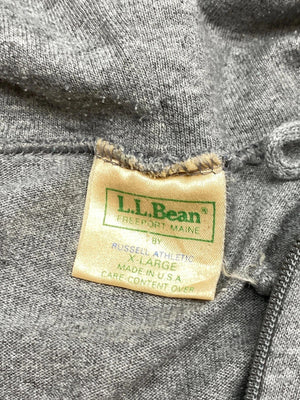 L.L.Bean®
FREEPORT MAINE
BY
RUSSELL ATHLETIC
X-LARGE
MADE IN U.S.A.
CARE CONTENT OVER